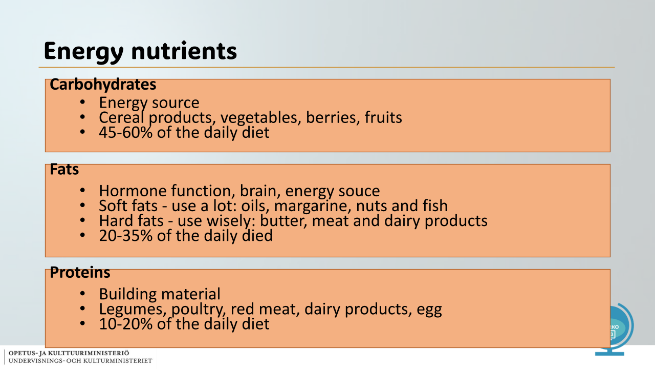 Energy nutrients
Carbohydrates
• Energy source
• Cereal products, vegetables, berries, fruits
• 45-60% of the daily diet
Fats
• Hormone function, brain, energy souce
• Soft fats - use a lot: oils, margarine, nuts and fish
• Hard fats - use wisely: butter, meat and dairy products
• 20-35% of the daily died
Proteins
• Building material
• Legumes, poultry, red meat, dairy products, egg
• 10-20% of the daily diet
OPETUS- JA KULTTUURIMINISTERIÖ
UNDERVISNINGS- OCH KULTURMINISTERIET